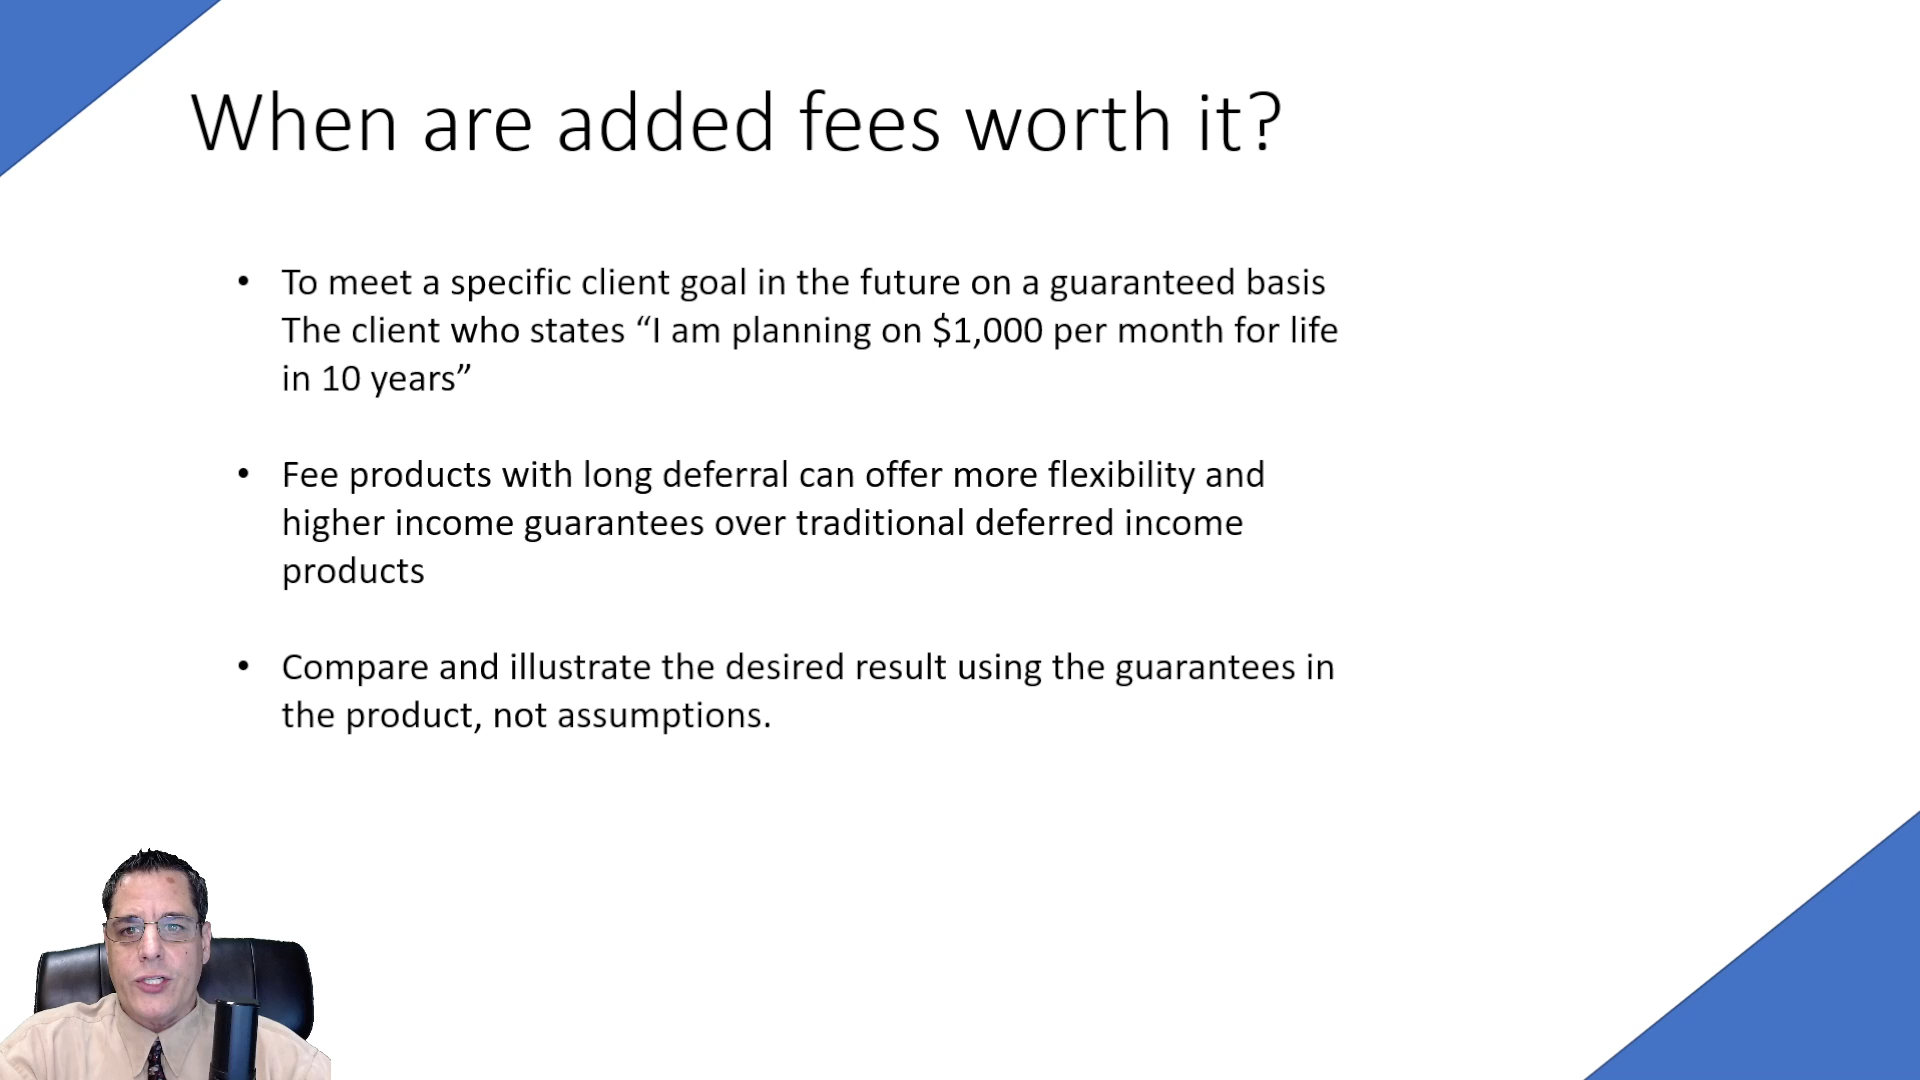 When are added fees worth it?
• To meet a specific client goal in the future on a guaranteed basis
The client who states “I am planning on $1,000 per month for life
in 10 years”
• Fee products with long deferral can offer more flexibility and
higher income guarantees over traditional deferred income
products
• Compare and illustrate the desired result using the guarantees in
the product, not assumptions.